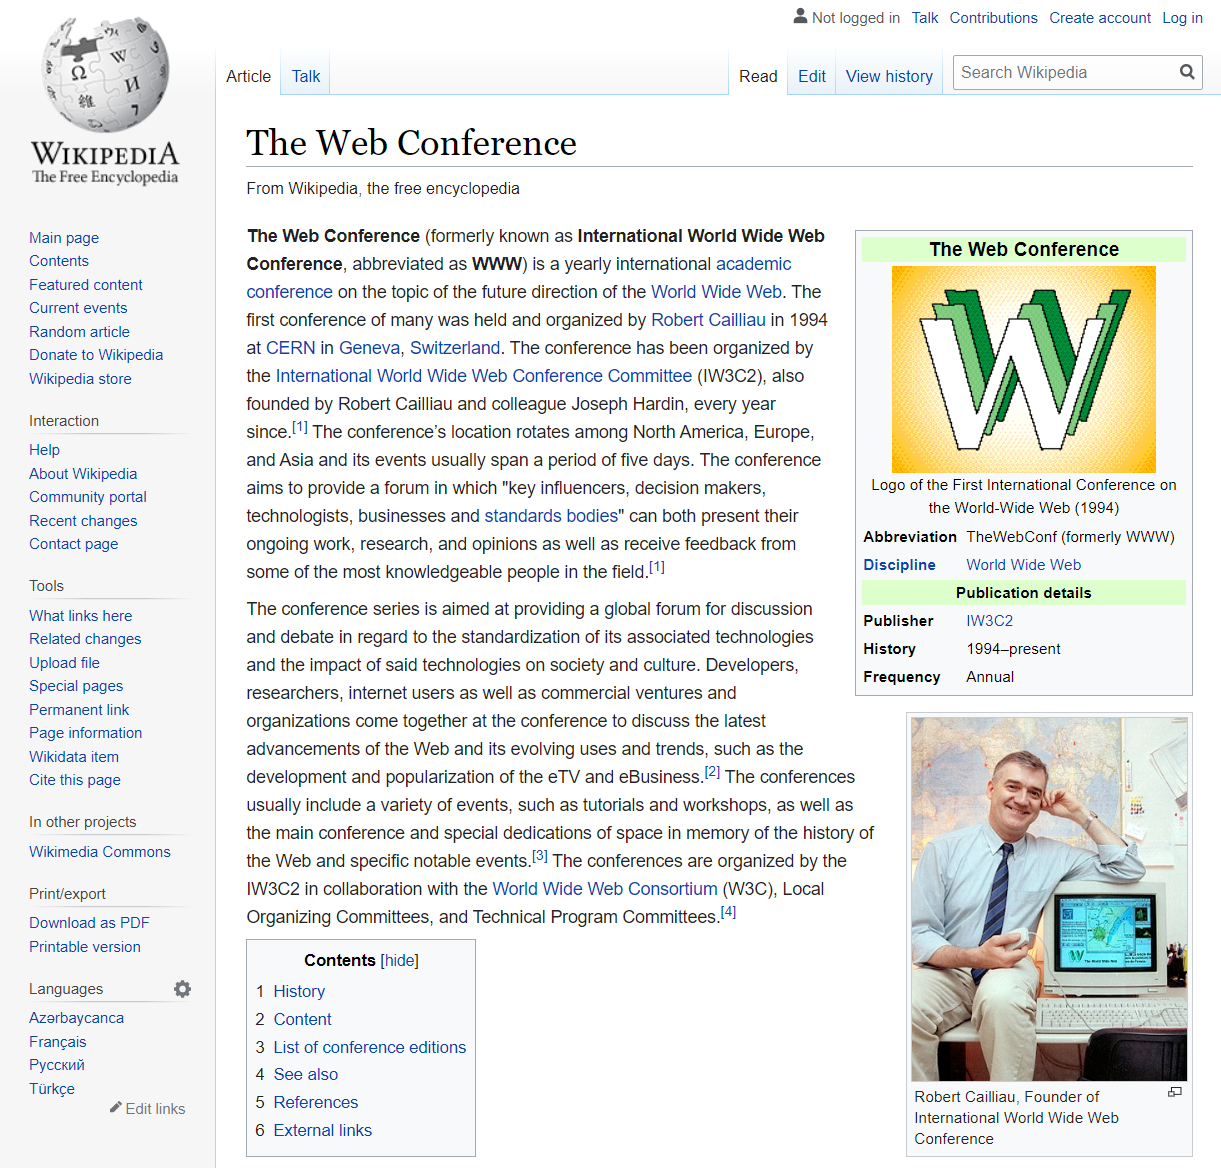 Not logged in Talk Contributions Create account Log in
Article Talk Read Edit View history Search Wikipedia
WIKIPEDIA
The Free Encyclopedia
Main page
Contents
Featured content
Current events
Random article
Donate to Wikipedia
Wikipedia store
Interaction
Help
About Wikipedia
Community portal
Recent changes
Contact page
Tools
What links here
Related changes
Upload file
Special pages
Permanent link
Page information
Wikidata item
Cite this page
In other projects
Wikimedia Commons
Print/export
Download as PDF
Printable version
Languages
Azərbaycanca
Français
Русский
Türkçe
Edit links
The Web Conference
From Wikipedia, the free encyclopedia
The Web Conference (formerly known as International World Wide Web
Conference, abbreviated as WWW) is a yearly international academic
conference on the topic of the future direction of the World Wide Web. The
first conference of many was held and organized by Robert Cailliau in 1994
at CERN in Geneva, Switzerland. The conference has been organized by
the International World Wide Web Conference Committee (IW3C2), also
founded by Robert Cailliau and colleague Joseph Hardin, every year
since.[1] The conference’s location rotates among North America, Europe,
and Asia and its events usually span a period of five days. The conference
aims to provide a forum in which "key influencers, decision makers,
technologists, businesses and standards bodies" can both present their
ongoing work, research, and opinions as well as receive feedback from
some of the most knowledgeable people in the field.[1]
The conference series is aimed at providing a global forum for discussion
and debate in regard to the standardization of its associated technologies
and the impact of said technologies on society and culture. Developers,
researchers, internet users as well as commercial ventures and
organizations come together at the conference to discuss the latest
advancements of the Web and its evolving uses and trends, such as the
development and popularization of the eTV and eBusiness.[2] The conferences
usually include a variety of events, such as tutorials and workshops, as well as
the main conference and special dedications of space in memory of the history of
the Web and specific notable events.[3] The conferences are organized by the
IW3C2 in collaboration with the World Wide Web Consortium (W3C), Local
Organizing Committees, and Technical Program Committees.[4]
Contents [hide]
1 History
2 Content
3 List of conference editions
4 See also
5 References
6 External links
The Web Conference
Logo of the First International Conference on
the World-Wide Web (1994)
Abbreviation TheWebConf (formerly WWW)
Discipline World Wide Web
Publication details
Publisher IW3C2
History 1994–present
Frequency Annual
Robert Cailliau, Founder of
International World Wide Web
Conference